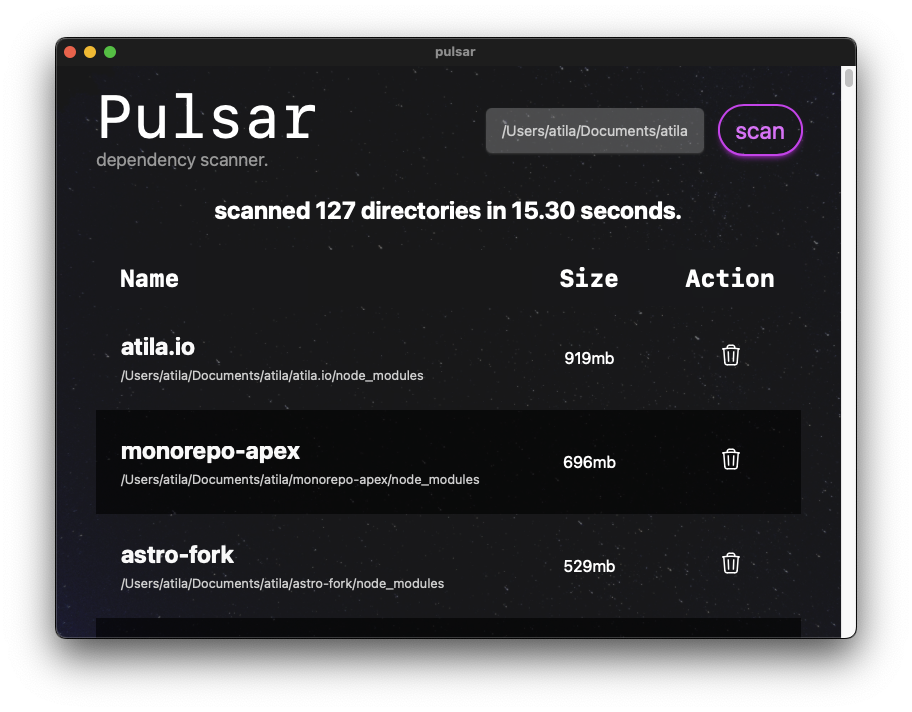 pulsar
Pulsar
dependency scanner.
/Users/atila/Documents/atila
scan
scanned 127 directories in 15.30 seconds.
Name Size Action
atila.io
/Users/atila/Documents/atila/atila.io/node_modules
919mb
monorepo-apex
/Users/atila/Documents/atila/monorepo-apex/node_modules
696mb
astro-fork
/Users/atila/Documents/atila/astro-fork/node_modules
529mb